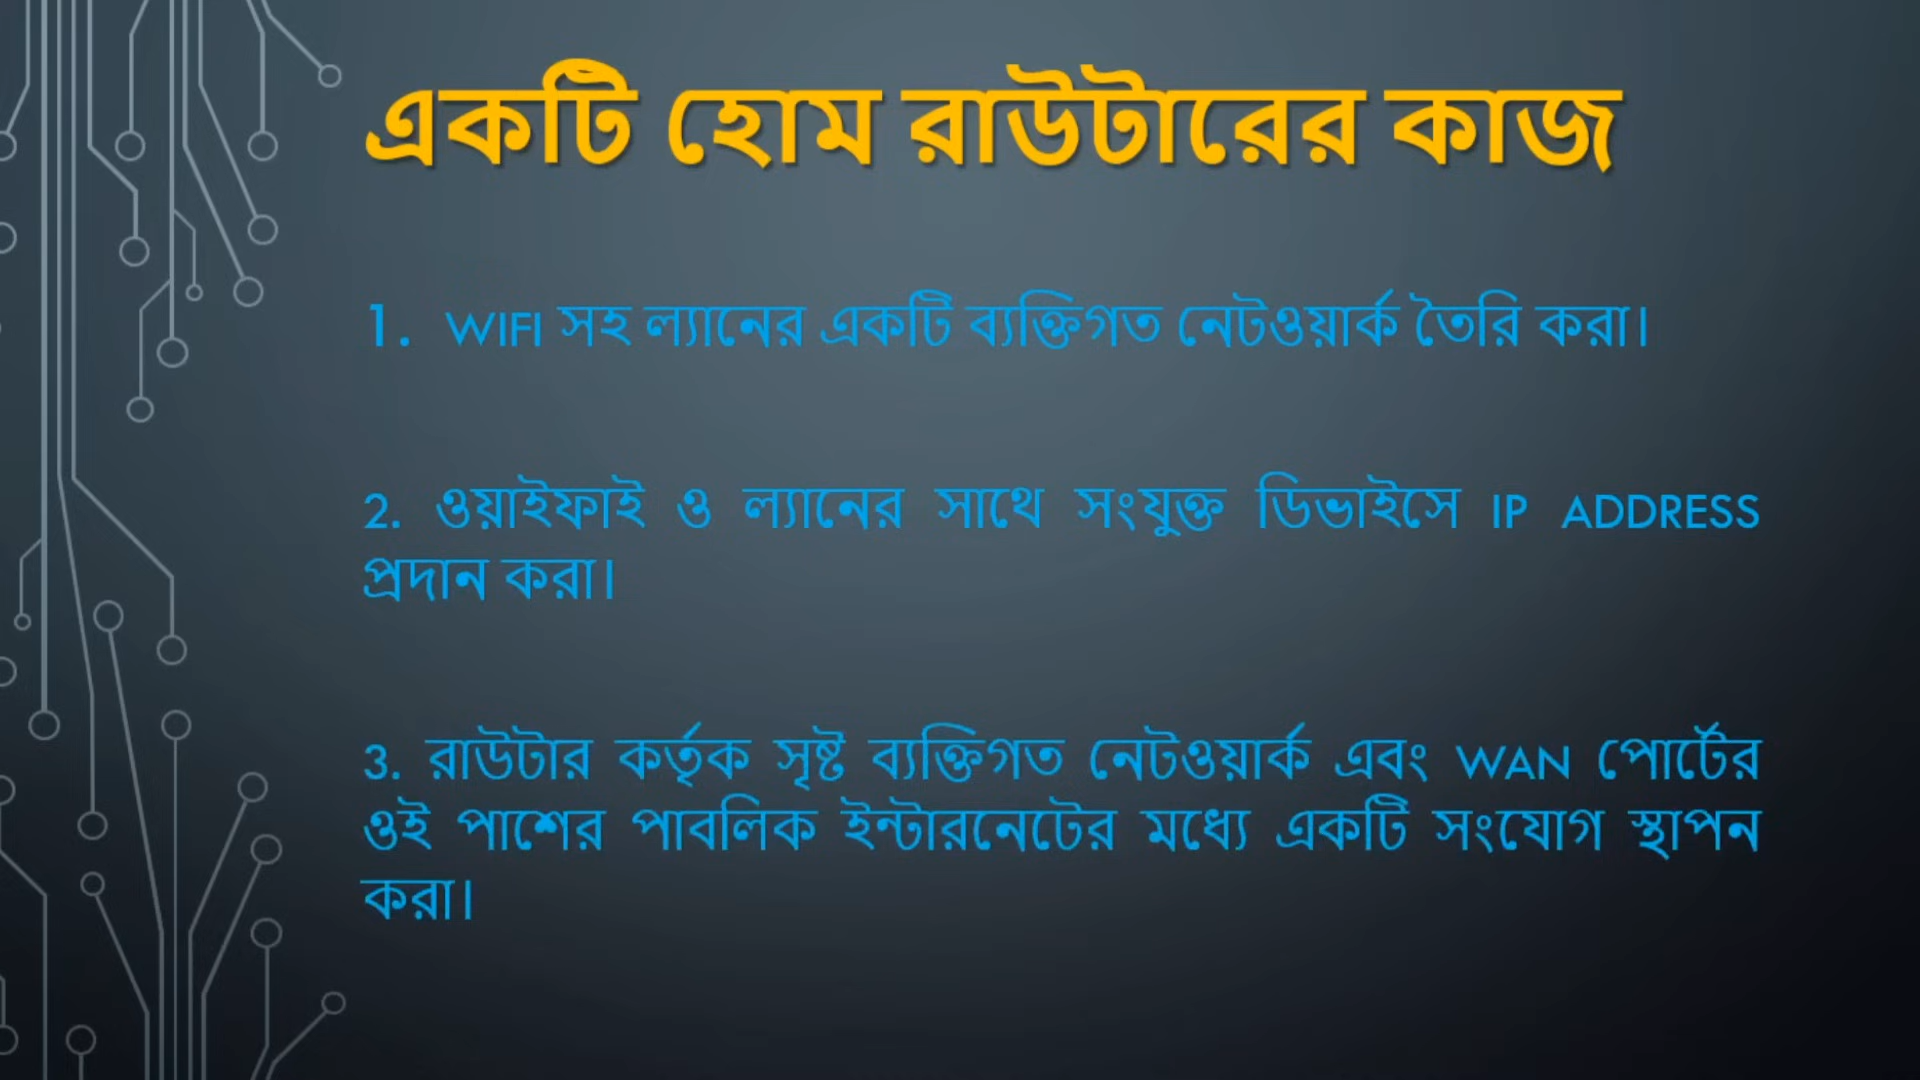 একটি হোম রাউটারের কাজ
1. WIFI সহ ল্যানের একটি ব্যক্তিগত নেটওয়ার্ক তৈরি করা।
2. ওয়াইফাই ও ল্যানের সাথে সংযুক্ত ডিভাইসে IP ADDRESS
প্রদান করা।
3. রাউটার কর্তৃক সৃষ্ট ব্যক্তিগত নেটওয়ার্ক এবং WAN পোর্টের
ওই পাশের পাবলিক ইন্টারনেটের মধ্যে একটি সংযোগ স্থাপন
করা।